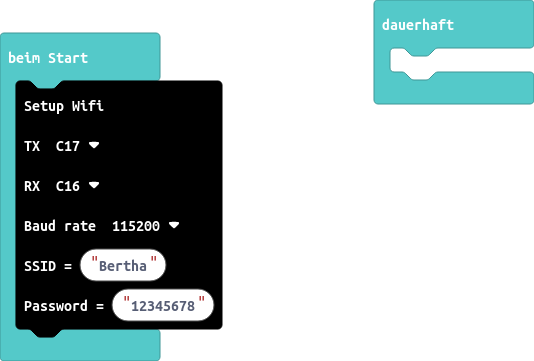 beim Start
Setup Wifi
TX C17
RX C16
Baud rate 115200
SSID = "Bertha"
Password = "12345678"
dauerhaft